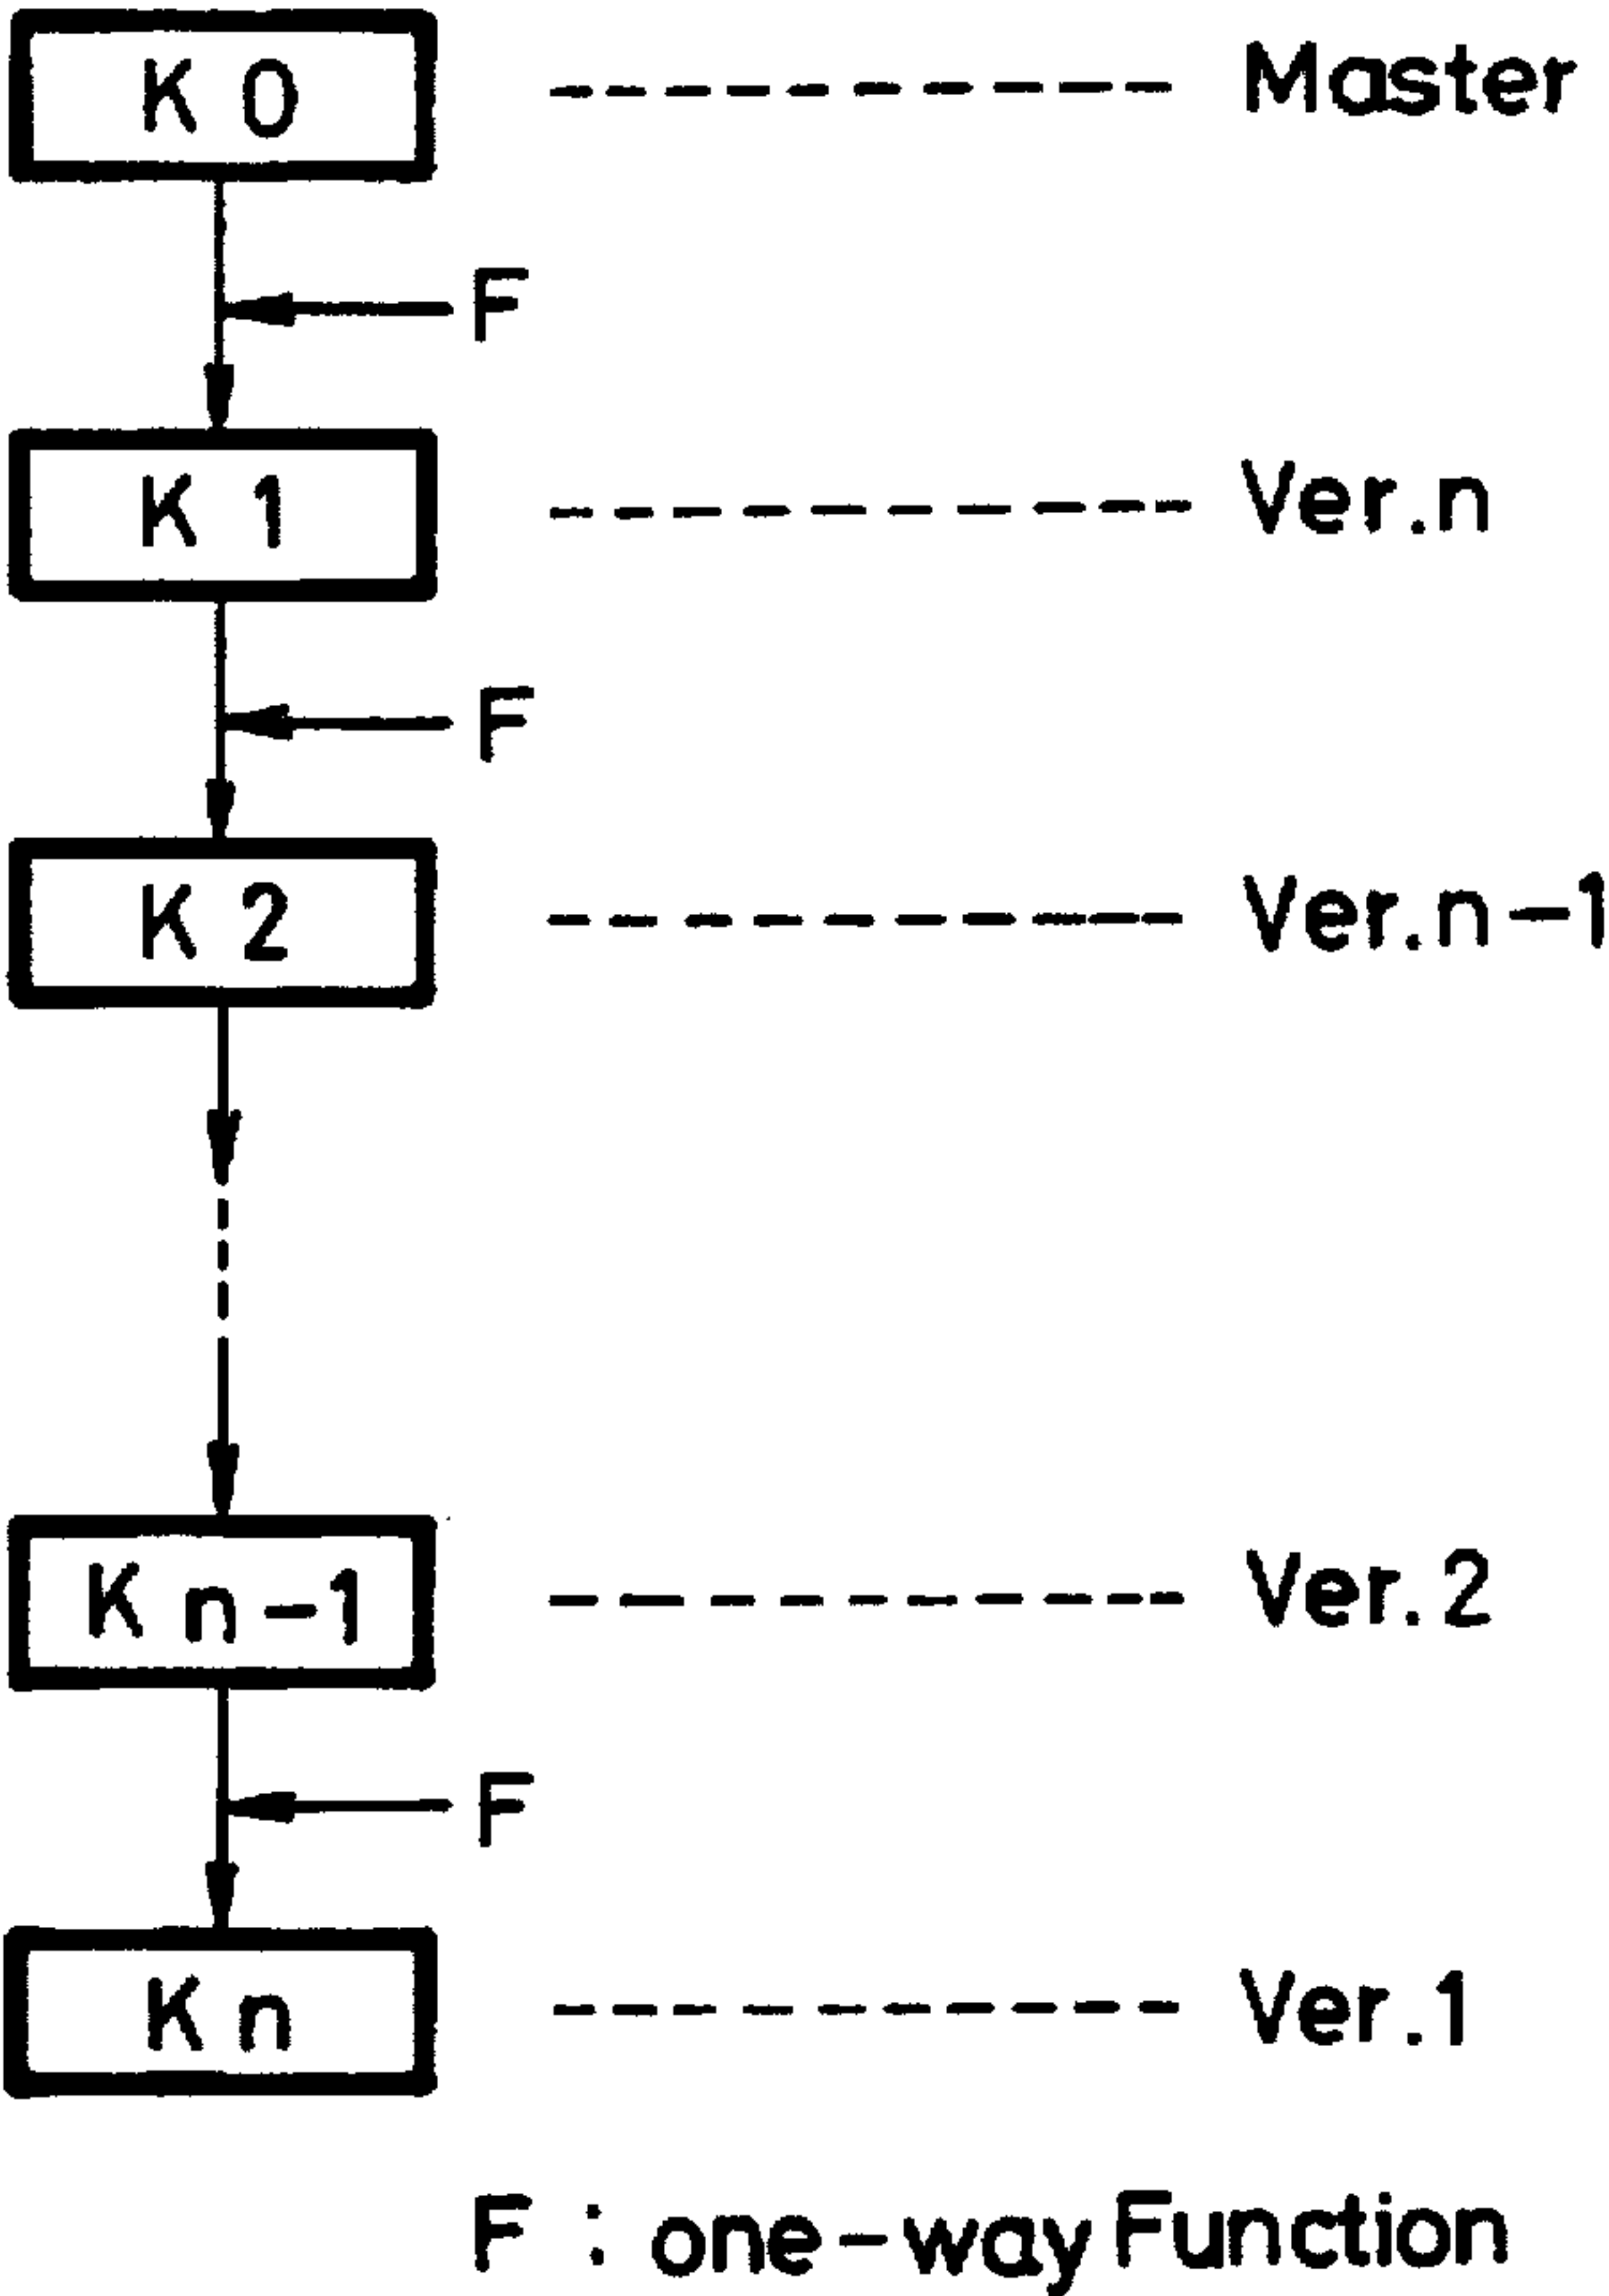 K 0 Master
F
K 1 Ver.n
F
K 2 Ver.n-1
K n-1 Ver.2
F
K n Ver.1
F : one-way Function